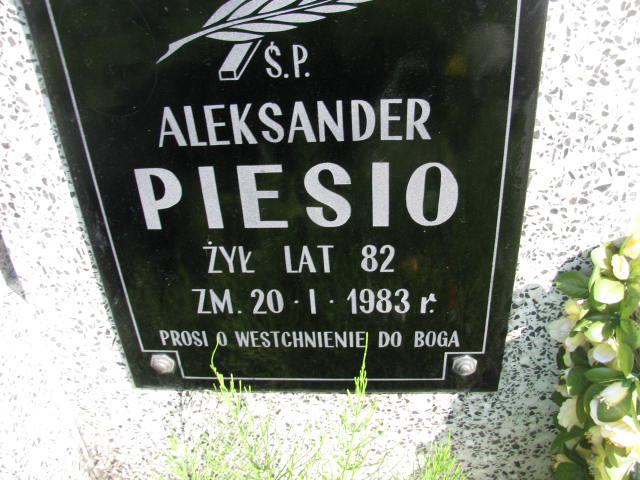 Ś.P.
ALEKSANDER
PIESIO
ŻYŁ LAT 82
ZM. 20·I·1983 r.
PROSI O WESTCHNIENIE DO BOGA